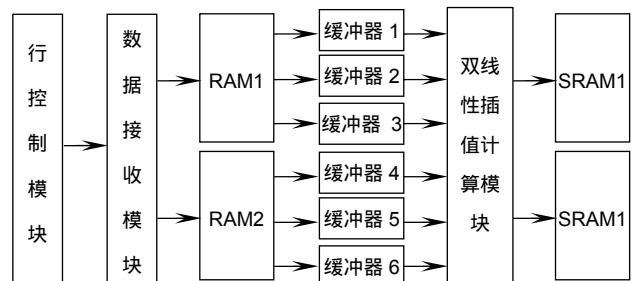 行控制模块
数据接收模块
RAM1
RAM2
缓冲器 1
缓冲器 2
缓冲器 3
缓冲器 4
缓冲器 5
缓冲器 6
双线
性插
值计
算模
块
SRAM1
SRAM1